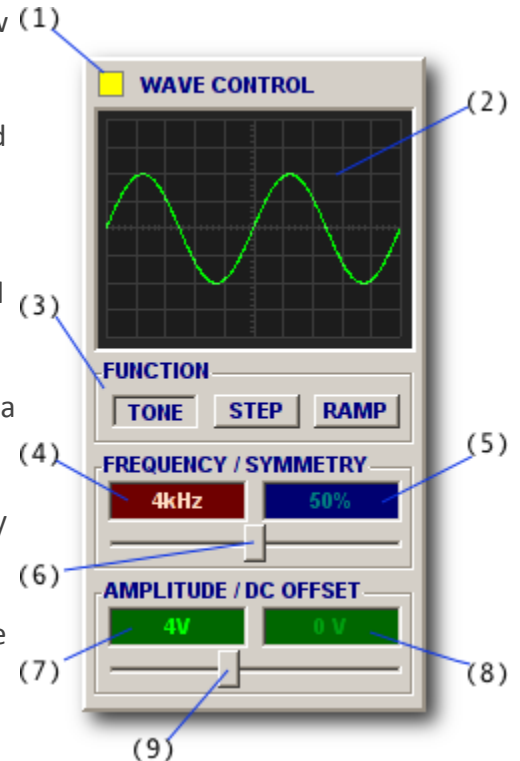 (1)
WAVE CONTROL
(2)
(3)
FUNCTION
TONE STEP RAMP
(4)
FREQUENCY / SYMMETRY
(5)
4kHz 50%
(6)
AMPLITUDE / DC OFFSET
4V 0 V
(7)
(8)
(9)